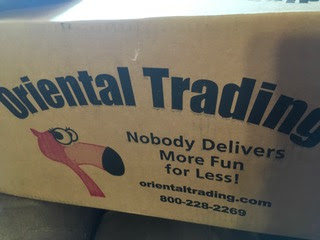 Oriental Trading
Nobody Delivers
More Fun
for Less!
orientaltrading.com
800-228-2269